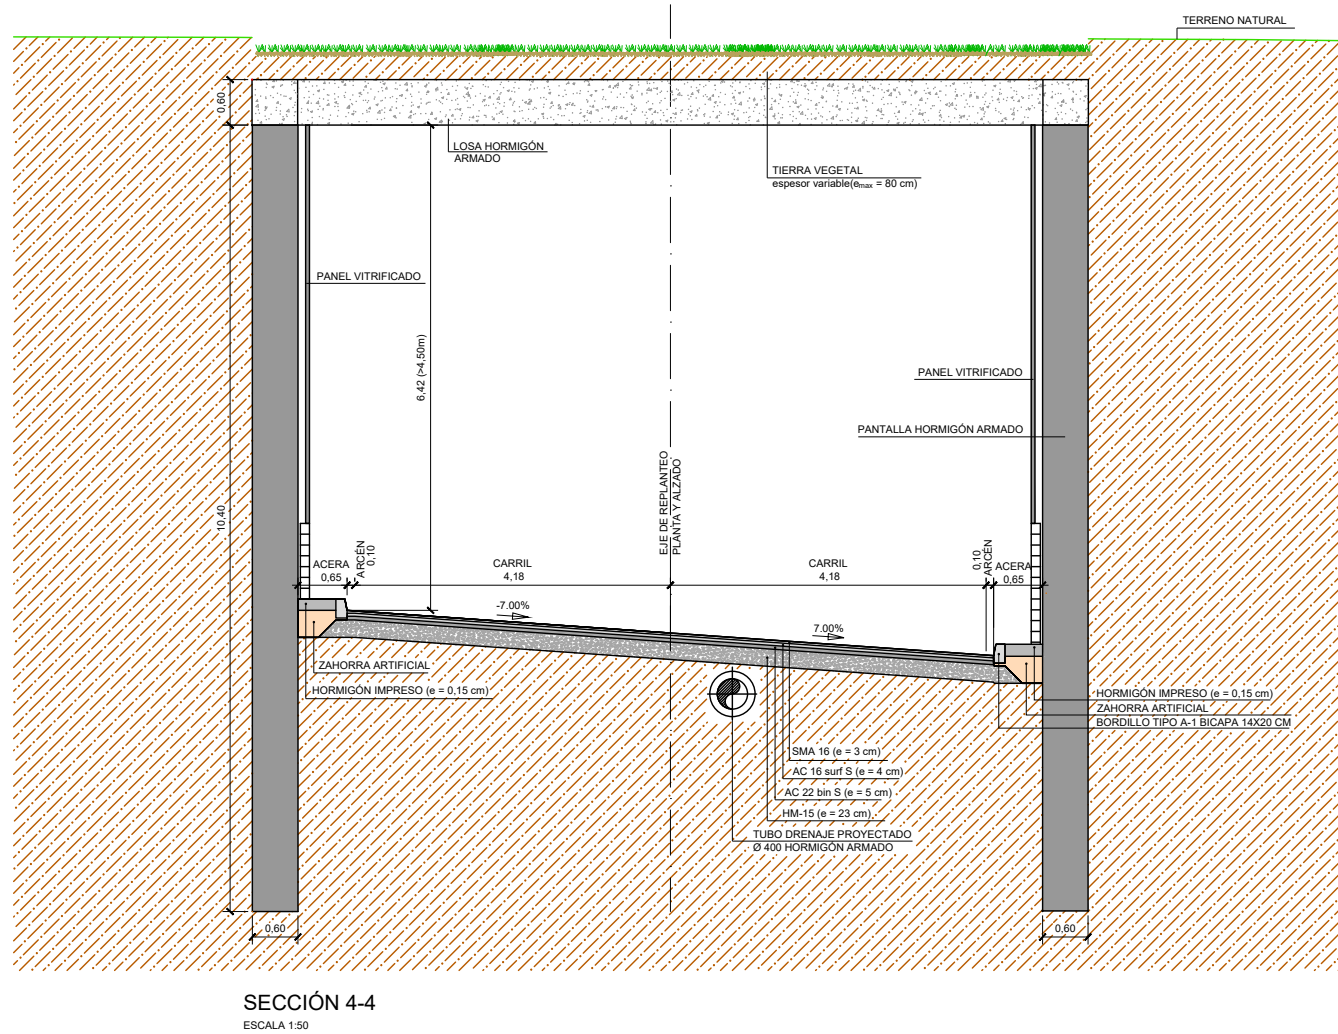 TERRENO NATURAL
0,60
LOSA HORMIGÓN
ARMADO
TIERRA VEGETAL
espesor variable(emax = 80 cm)
PANEL VITRIFICADO
6,42 (>4,50m)
PANEL VITRIFICADO
PANTALLA HORMIGÓN ARMADO
10,40
EJE DE REPLANTEO
PLANTA Y ALZADO
ACERA
0,65
ARCÉN
0,10
CARRIL
4,18
CARRIL
4,18
0,10
ARCÉN
ACERA
0,65
-7.00%
7.00%
ZAHORRA ARTIFICIAL
HORMIGÓN IMPRESO (e = 0,15 cm)
HORMIGÓN IMPRESO (e = 0,15 cm)
ZAHORRA ARTIFICIAL
BORDILLO TIPO A-1 BICAPA 14X20 CM
SMA 16 (e = 3 cm)
AC 16 surf S (e = 4 cm)
AC 22 bin S (e = 5 cm)
HM-15 (e = 23 cm)
TUBO DRENAJE PROYECTADO
Ø 400 HORMIGÓN ARMADO
0,60
0,60
SECCIÓN 4-4
ESCALA 1:50